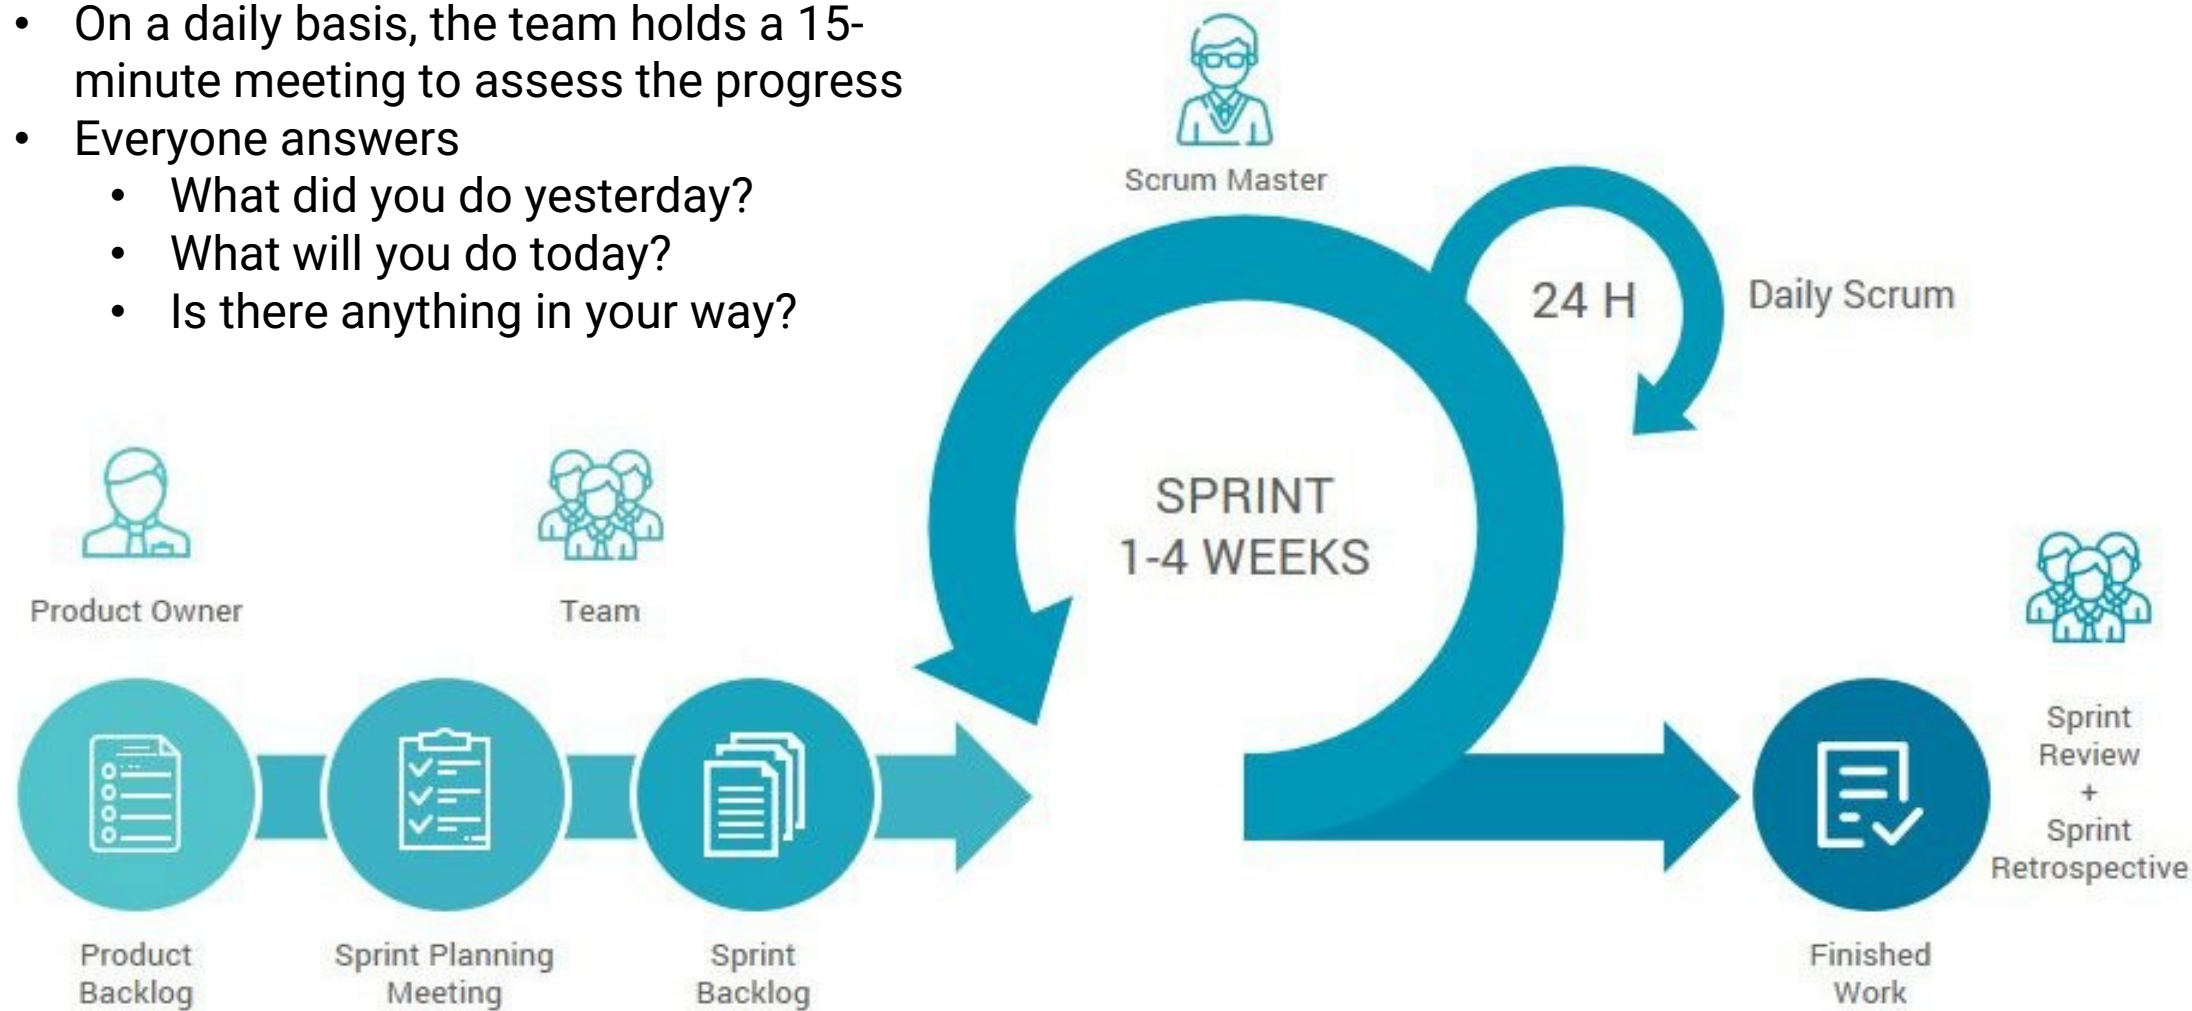 • On a daily basis, the team holds a 15-
minute meeting to assess the progress
• Everyone answers
• What did you do yesterday?
• What will you do today?
• Is there anything in your way?
Scrum Master
24 H
Daily Scrum
SPRINT
1-4 WEEKS
Product Owner
Team
Sprint
Review
+
Sprint
Retrospective
Product
Backlog
Sprint Planning
Meeting
Sprint
Backlog
Finished
Work